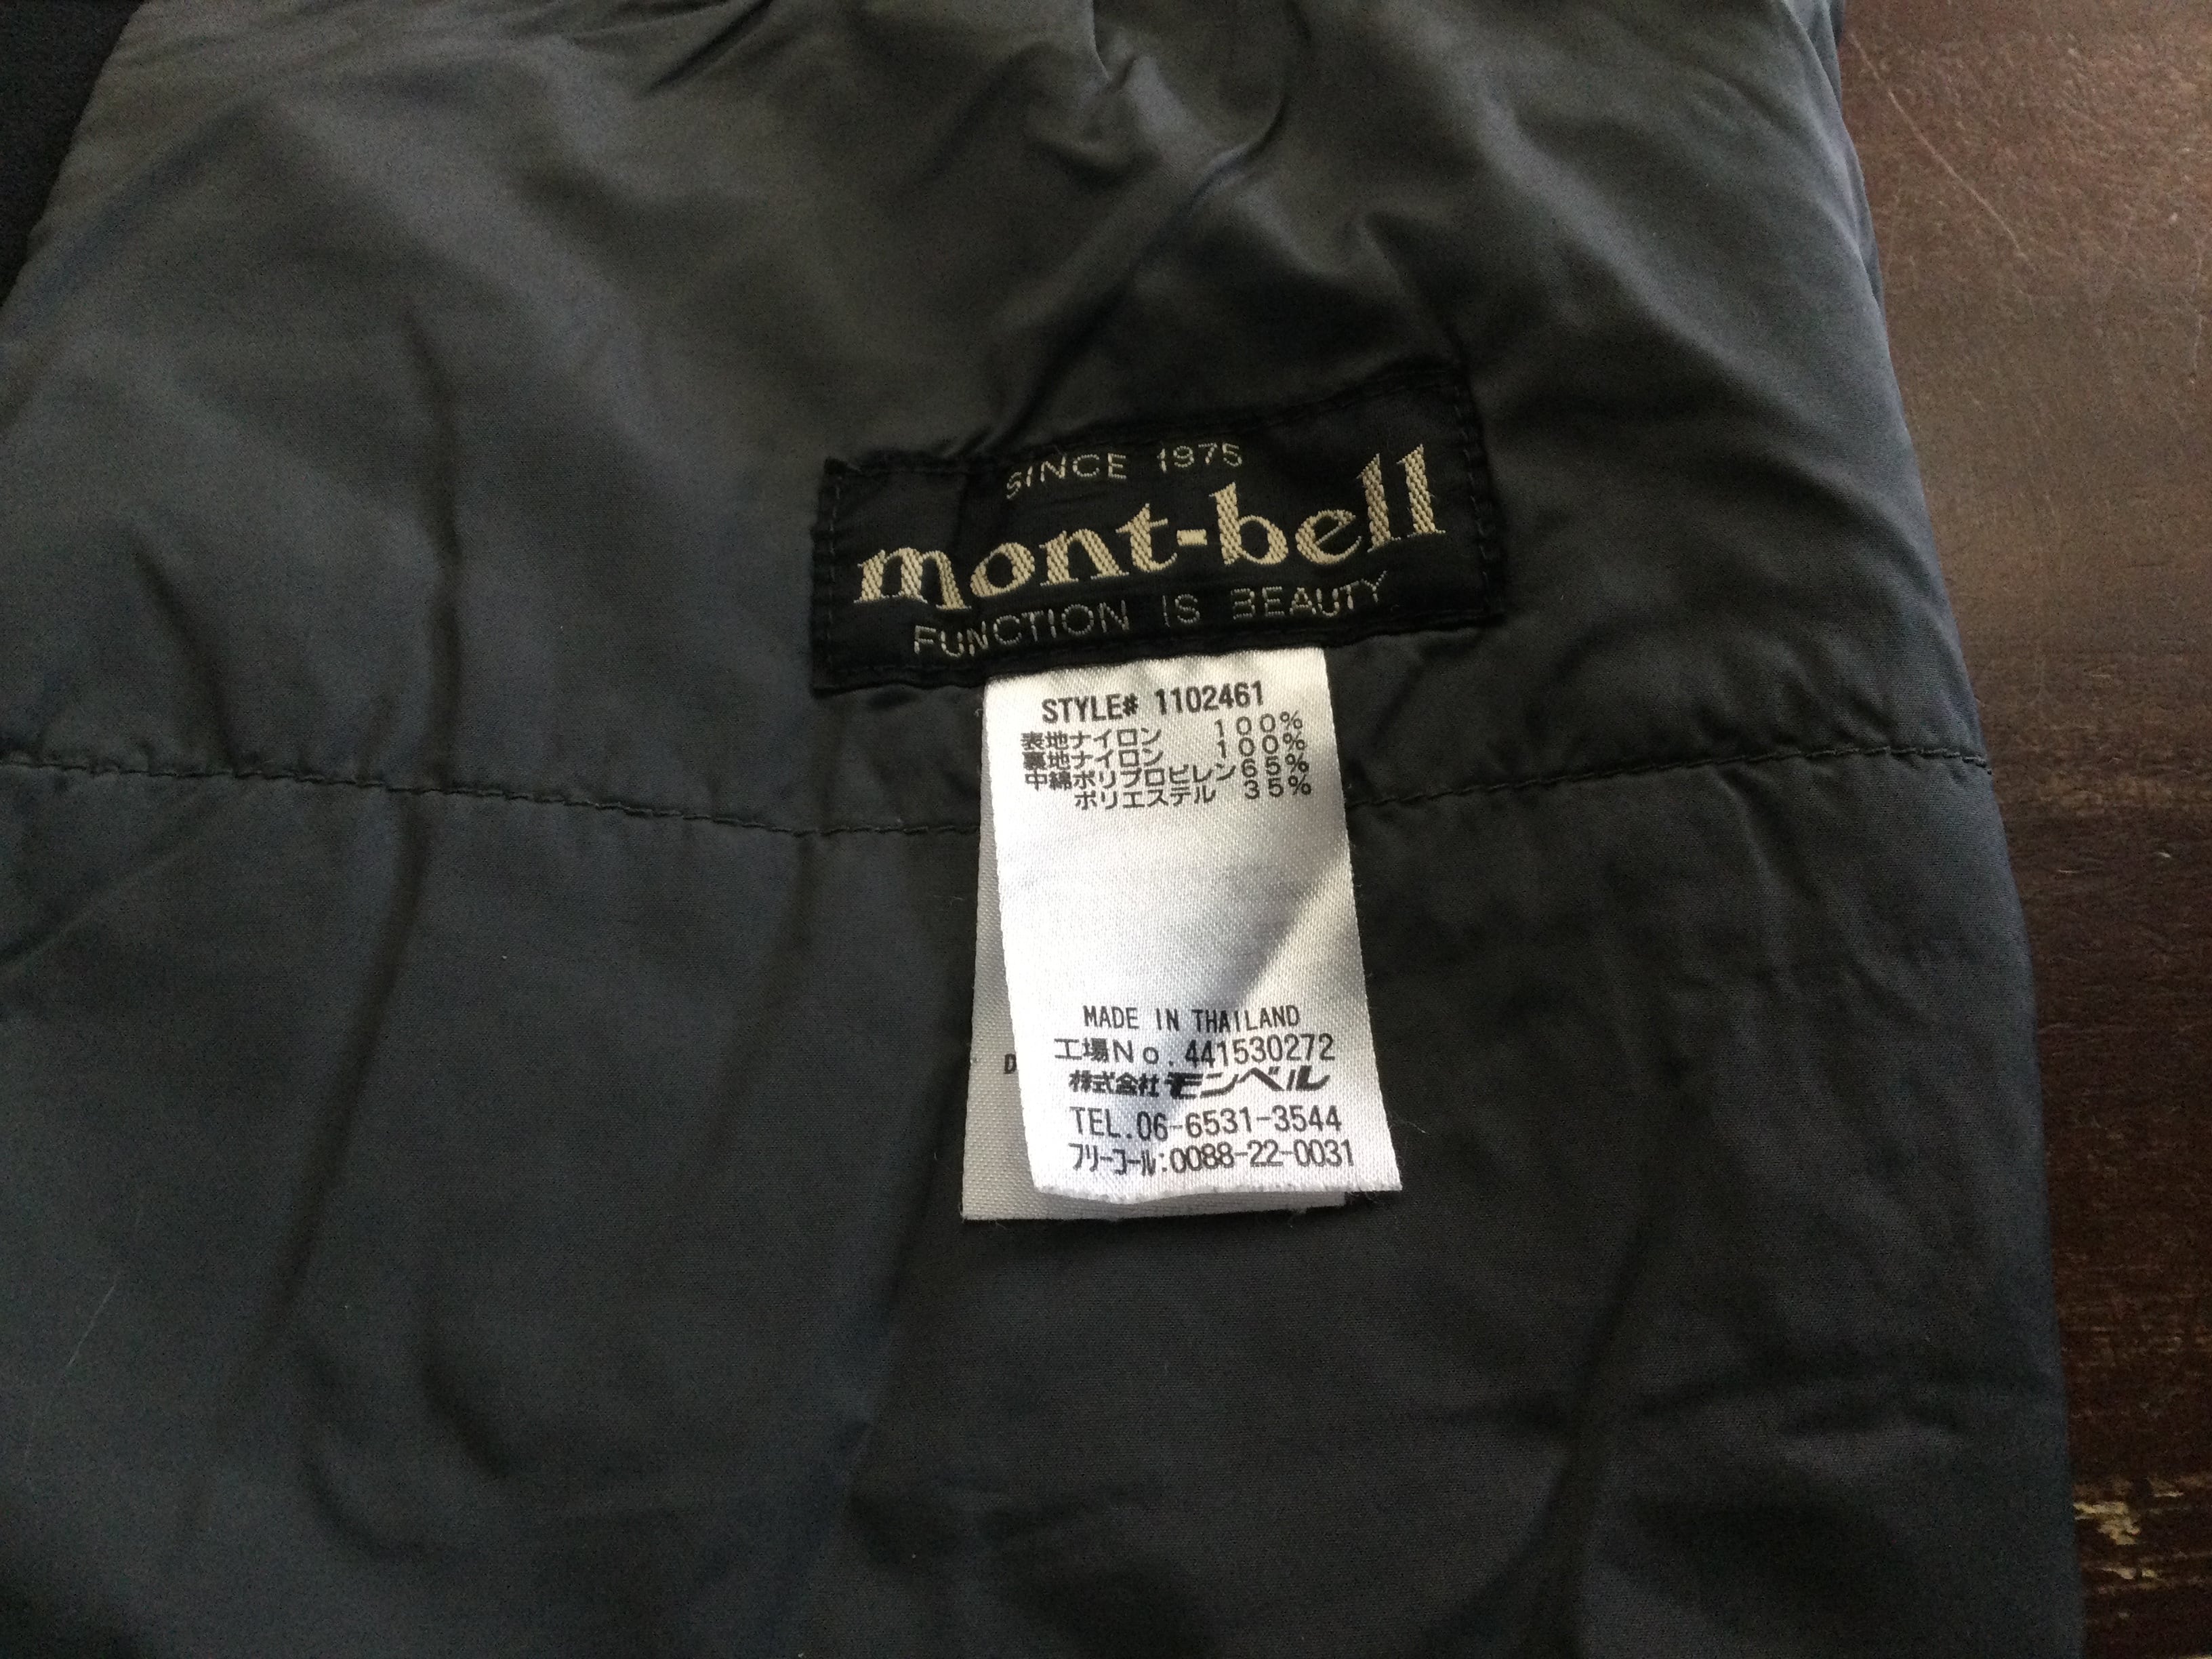 SINCE 1975
mont-bell
FUNCTION IS BEAUTY
STYLE# 1102461
表地ナイロン 100%
裏地ナイロン 100%
中綿ポリプロピレン65%
ポリエステル 35%
MADE IN THAILAND
工場No. 441530272
株式会社モンベル
TEL.06-6531-3544
フリーコール:0088-22-0031